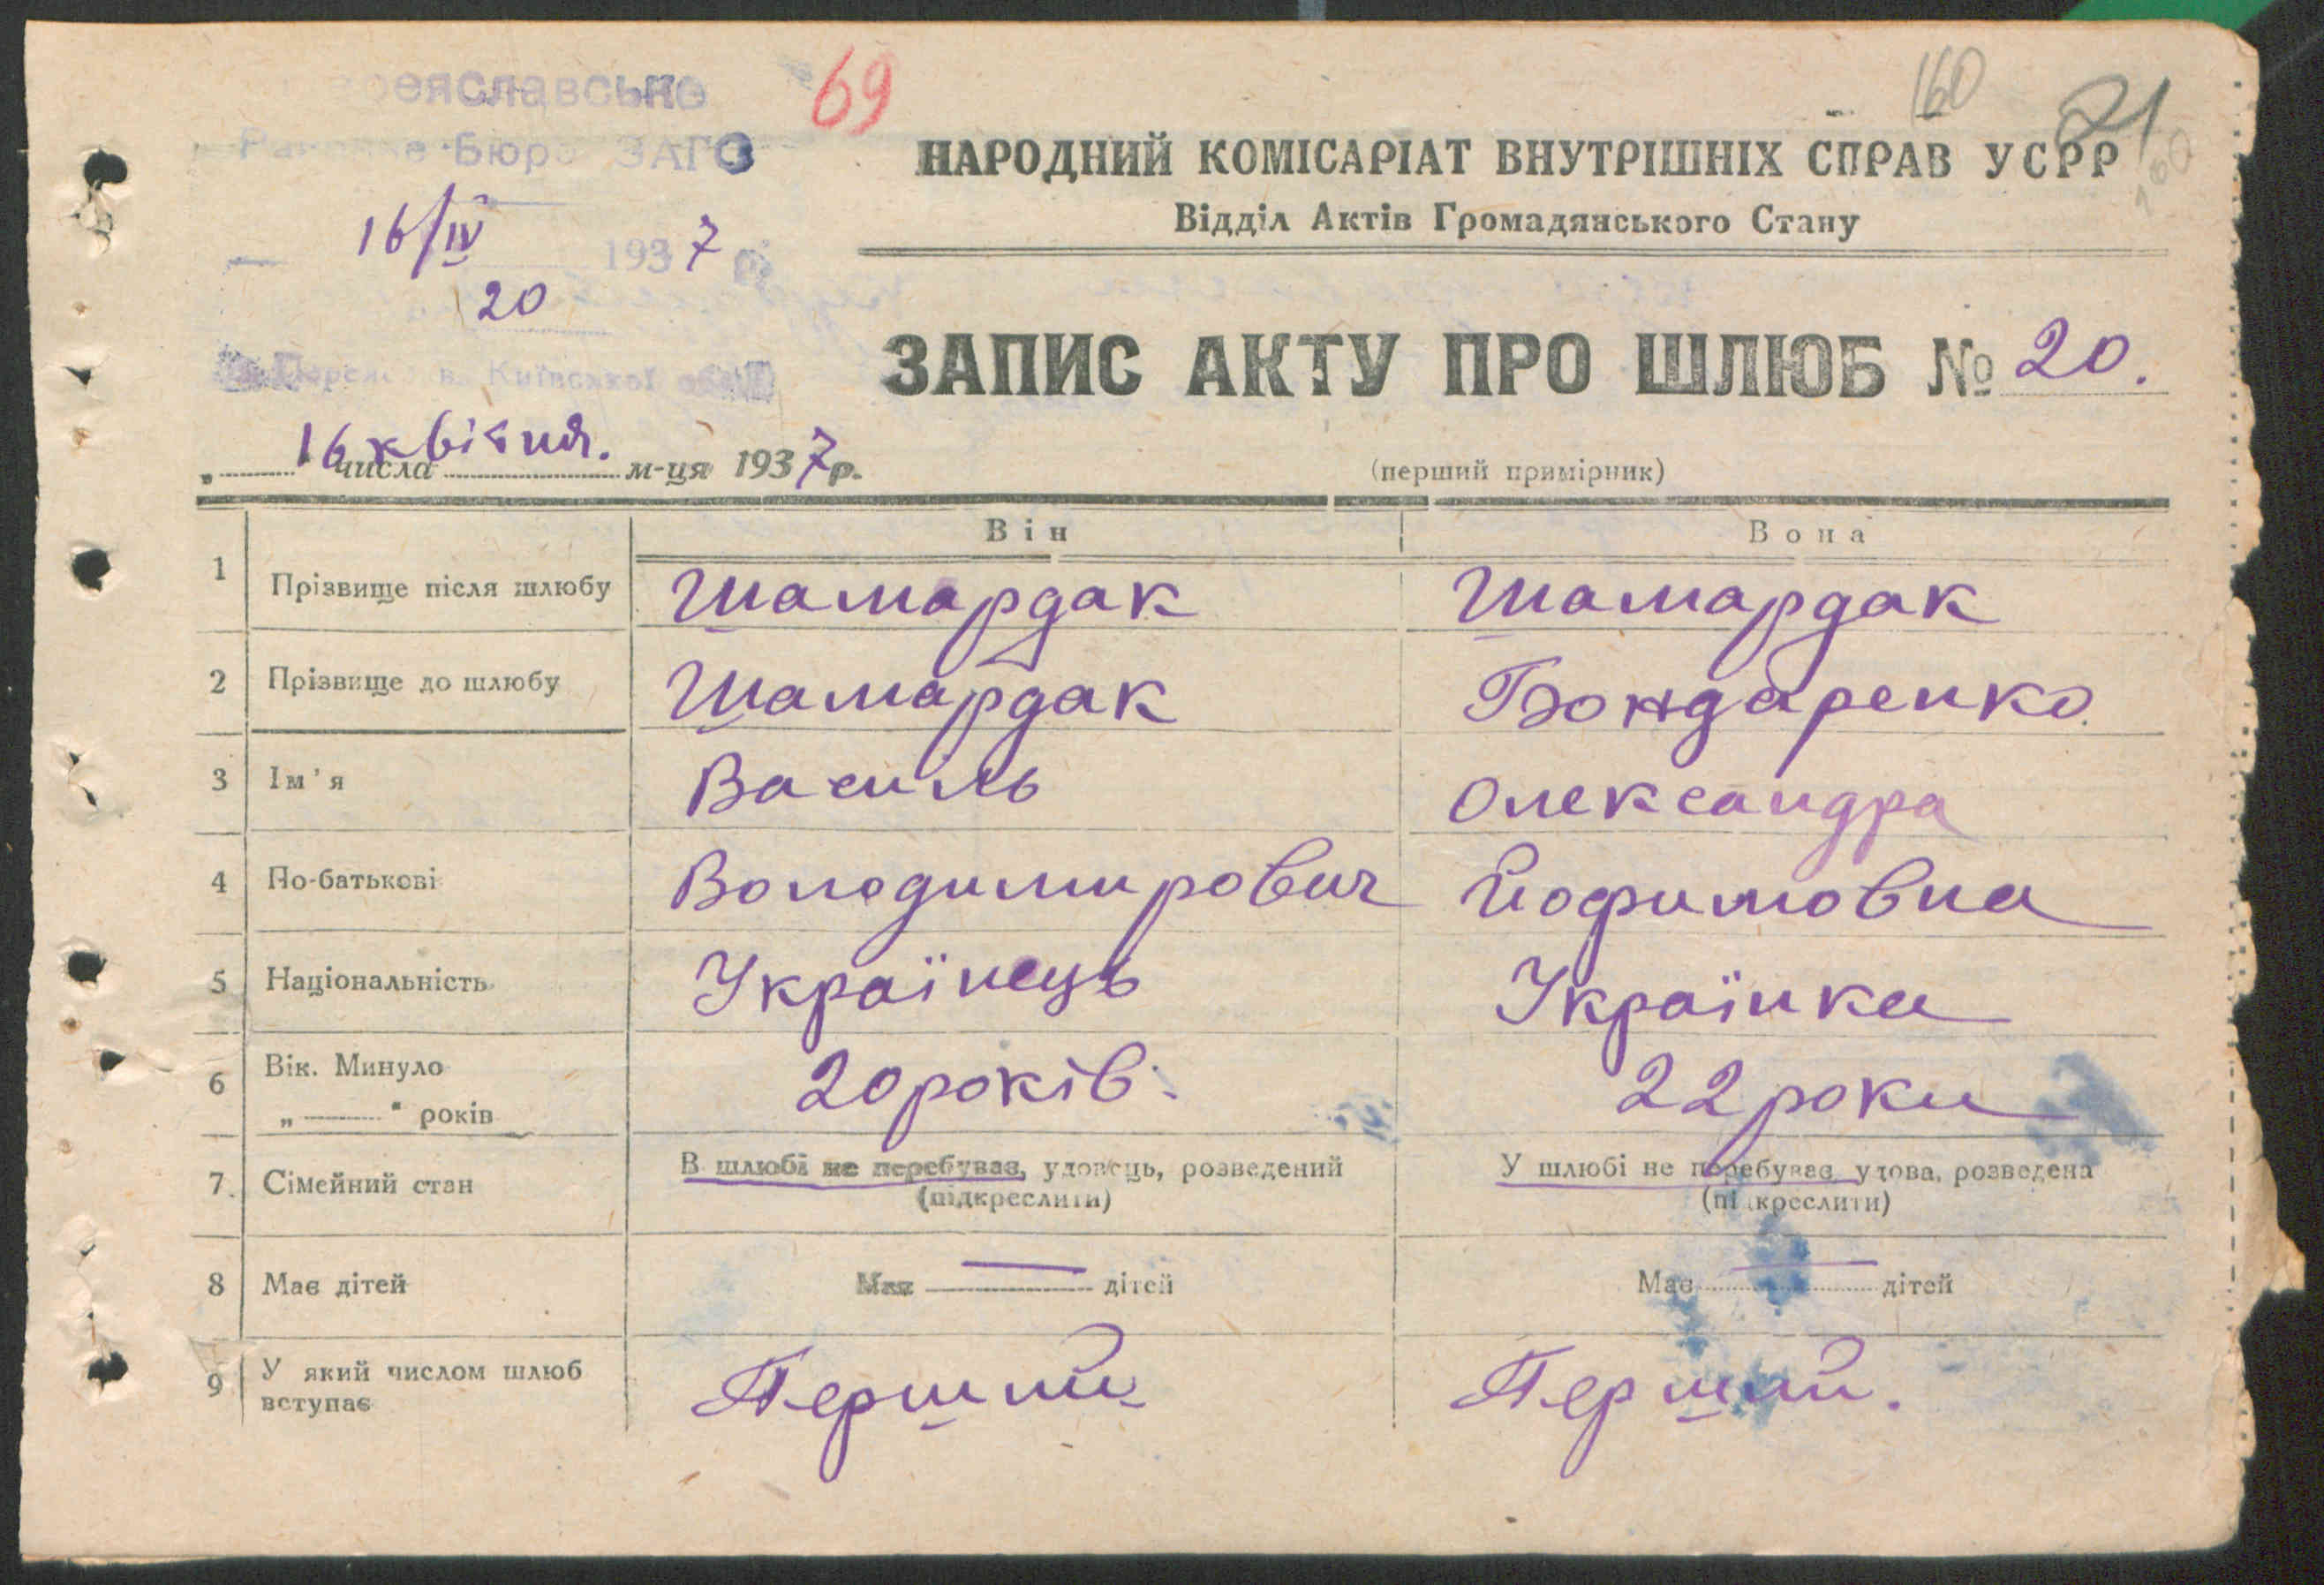 69
160
21
Бюро ЗАГС
НАРОДНИЙ КОМІСАРІАТ ВНУТРІШНІХ СПРАВ УСРР
Відділ Актів Громадянського Стану
16/IV 1937
20
ЗАПИС АКТУ ПРО ШЛЮБ № 20.
Київської
„ 16 " числа квітня. м-ця 1937 р.
(перший примірник)
Він Вона
1 Прізвище після шлюбу Шамардак Шамардак
2 Прізвище до шлюбу Шамардак Бондаренко
3 Ім'я Василь Олександра
4 По-батькові Володимирович Йофимовна
5 Національність Українець Українка
6 Вік. Минуло 20 років. 22 роки
„ " років
7. Сімейний стан В шлюбі не перебуває, удовець, розведений У шлюбі не перебуває удова, розведена
(підкреслити) (підкреслити)
8 Має дітей Має — дітей Має — дітей
9 У який числом шлюб Перший Перший.
вступає